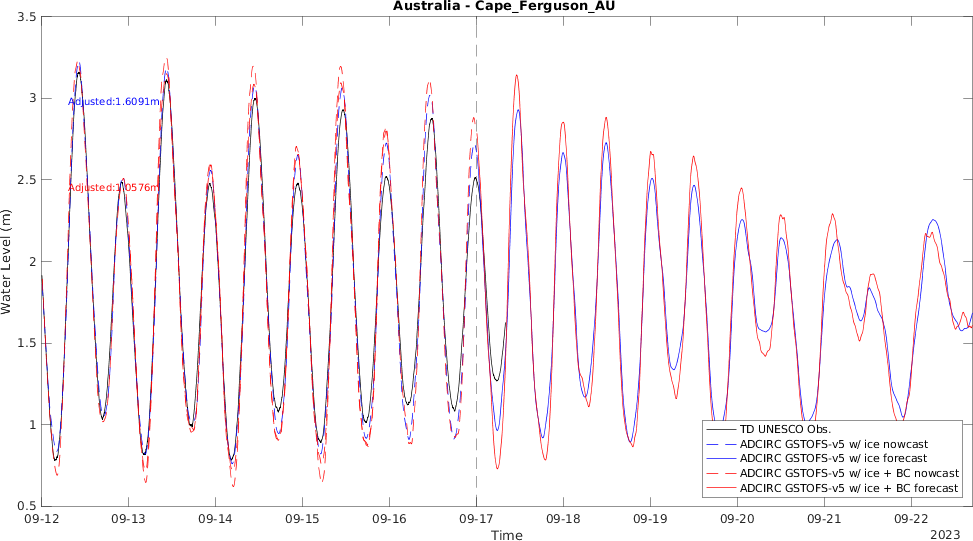 Australia - Cape_Ferguson_AU
3.5
3
2.5
2
1.5
1
0.5
Water Level (m)
Adjusted:1.6091m
Adjusted:1.0576m
TD UNESCO Obs.
ADCIRC GSTOFS-v5 w/ ice nowcast
ADCIRC GSTOFS-v5 w/ ice forecast
ADCIRC GSTOFS-v5 w/ ice + BC nowcast
ADCIRC GSTOFS-v5 w/ ice + BC forecast
09-12 09-13 09-14 09-15 09-16 09-17 09-18 09-19 09-20 09-21 09-22
Time
2023